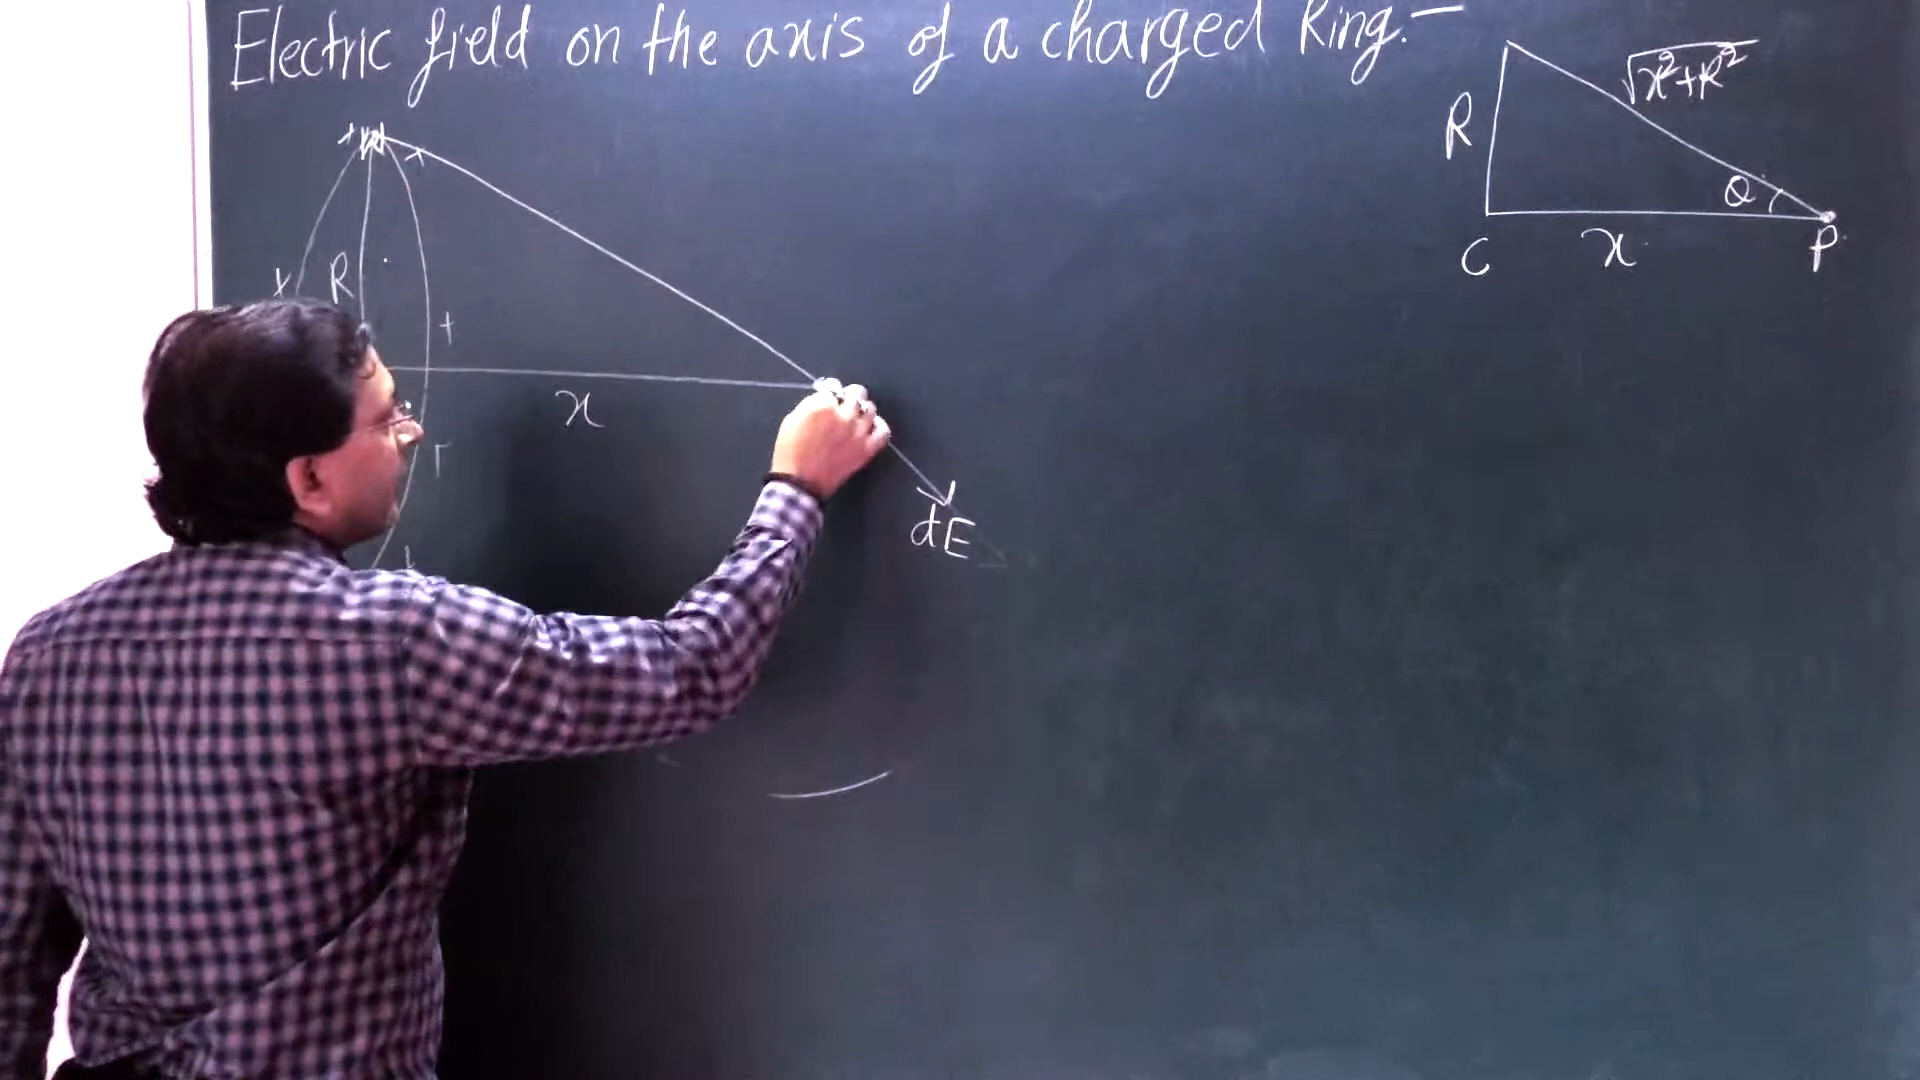 Electric field on the axis of a charged Ring:-
+ + +
R
√x²+R²
θ
C
x
P
+
R
+
x
dE